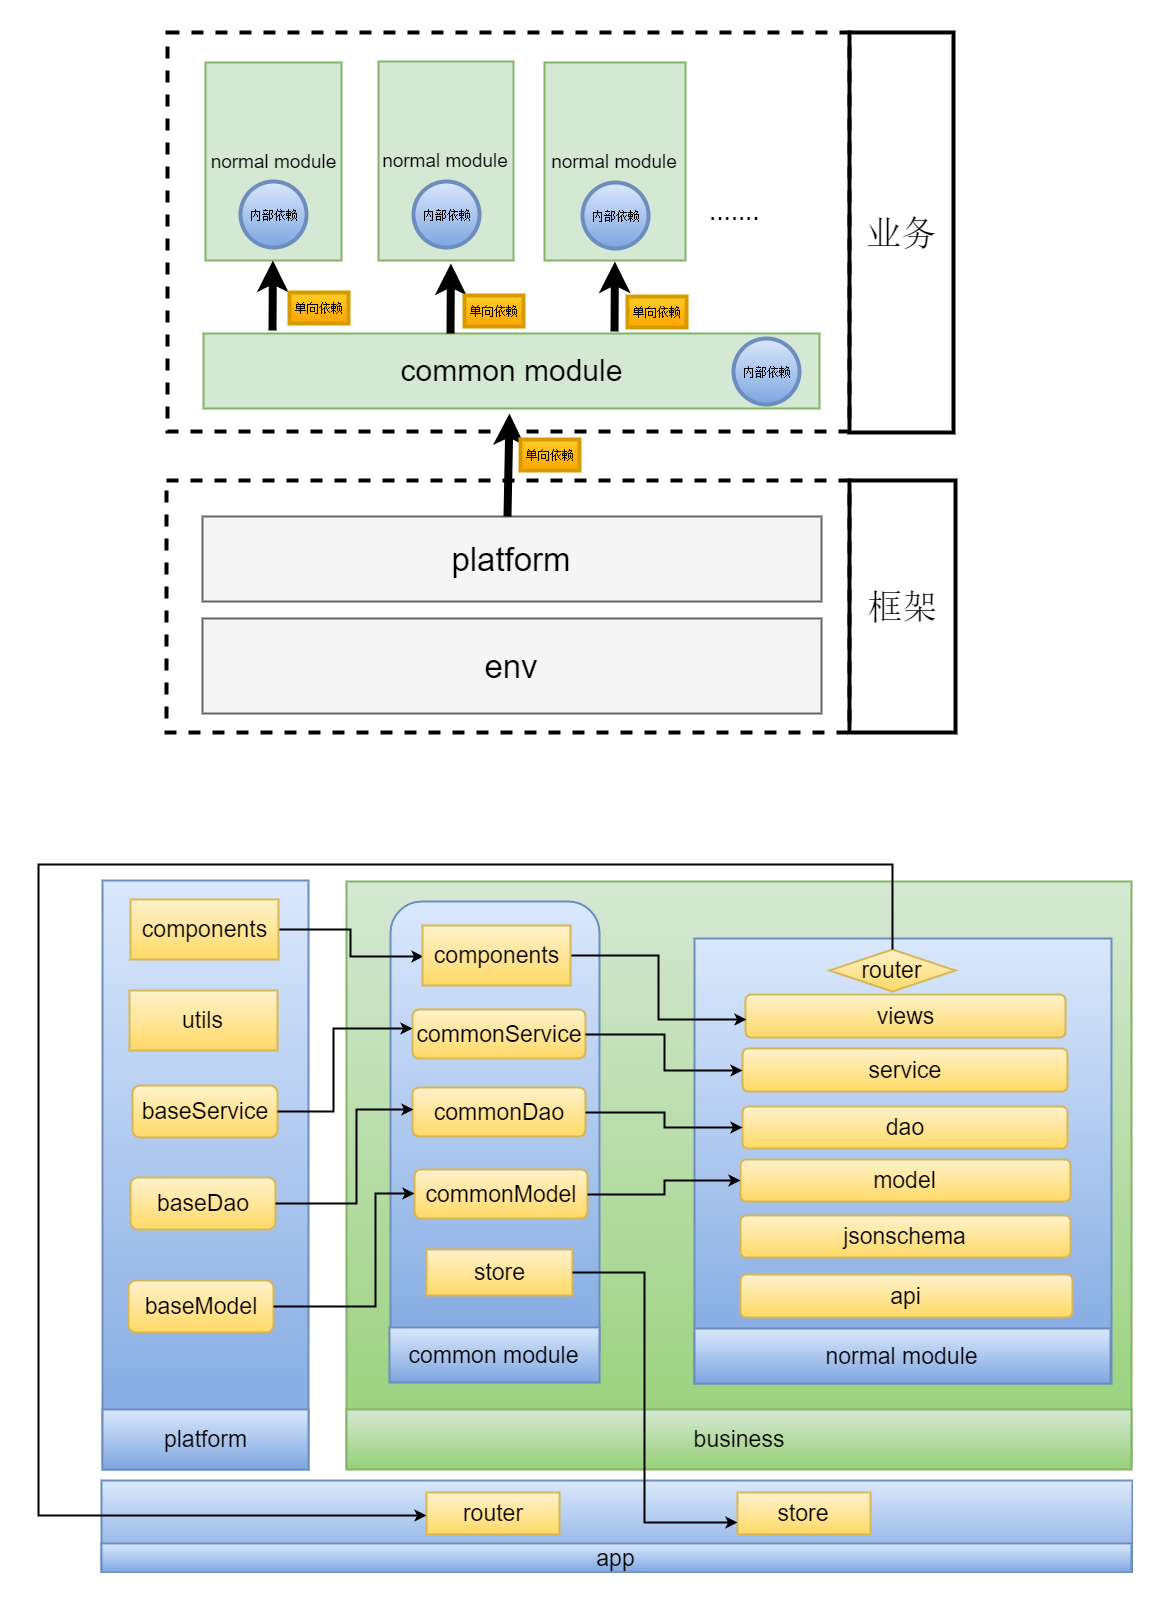 normal module
normal module
normal module
内部依赖
内部依赖
内部依赖
.......
业务
单向依赖
单向依赖
单向依赖
common module
内部依赖
单向依赖
platform
框架
env
components
utils
baseService
baseDao
baseModel
platform
components
commonService
commonDao
commonModel
store
common module
router
views
service
dao
model
jsonschema
api
normal module
business
router
store
app